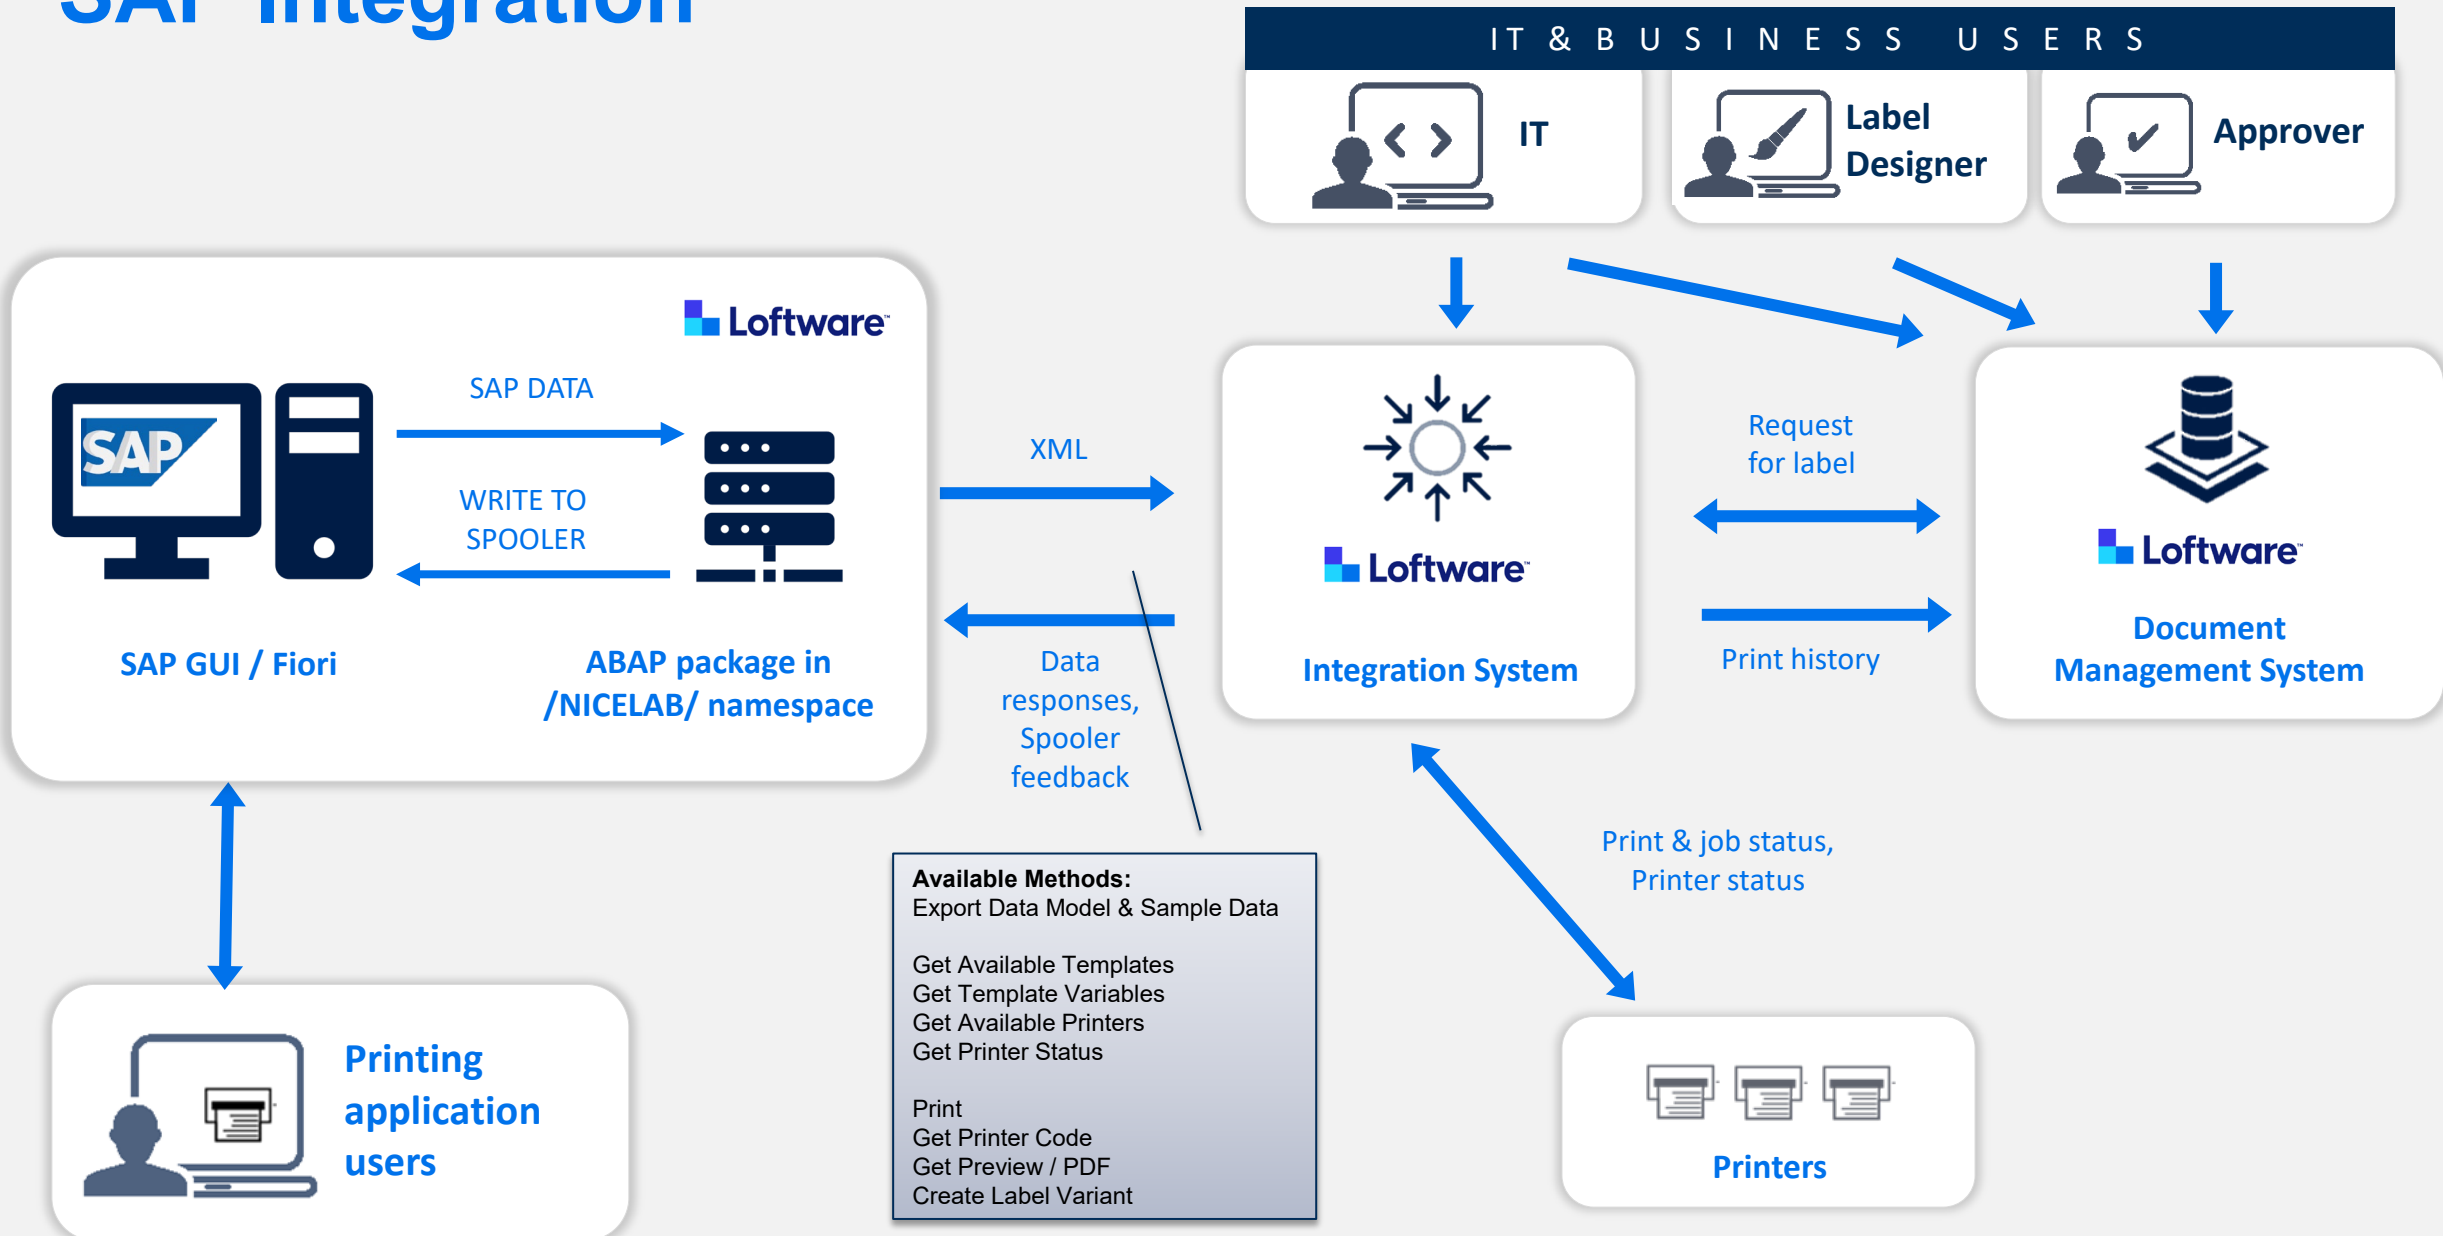 SAP Integration
IT & BUSINESS USERS
IT
Label
Designer
Approver
Loftware™
SAP
SAP DATA
WRITE TO
SPOOLER
SAP GUI / Fiori
ABAP package in
/NICELAB/ namespace
XML
Data
responses,
Spooler
feedback
Loftware™
Integration System
Request
for label
Print history
Loftware™
Document
Management System
Print & job status,
Printer status
Printing
application
users
Available Methods:
Export Data Model & Sample Data
Get Available Templates
Get Template Variables
Get Available Printers
Get Printer Status
Print
Get Printer Code
Get Preview / PDF
Create Label Variant
Printers